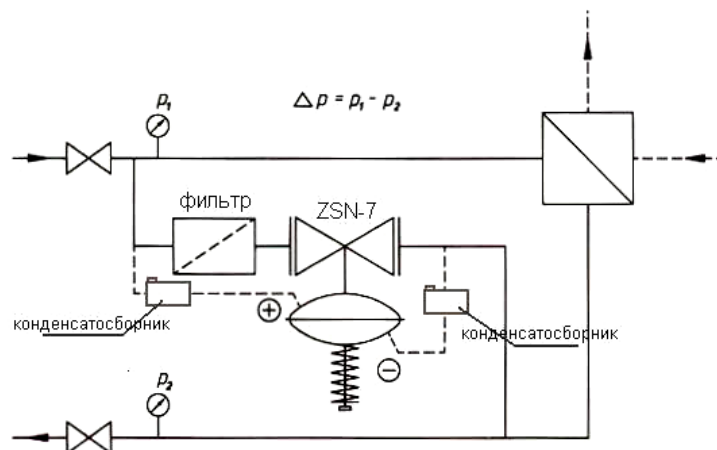 p₁
Δp = p₁ - p₂
фильтр
ZSN-7
+
конденсатосборник
конденсатосборник
−
p₂